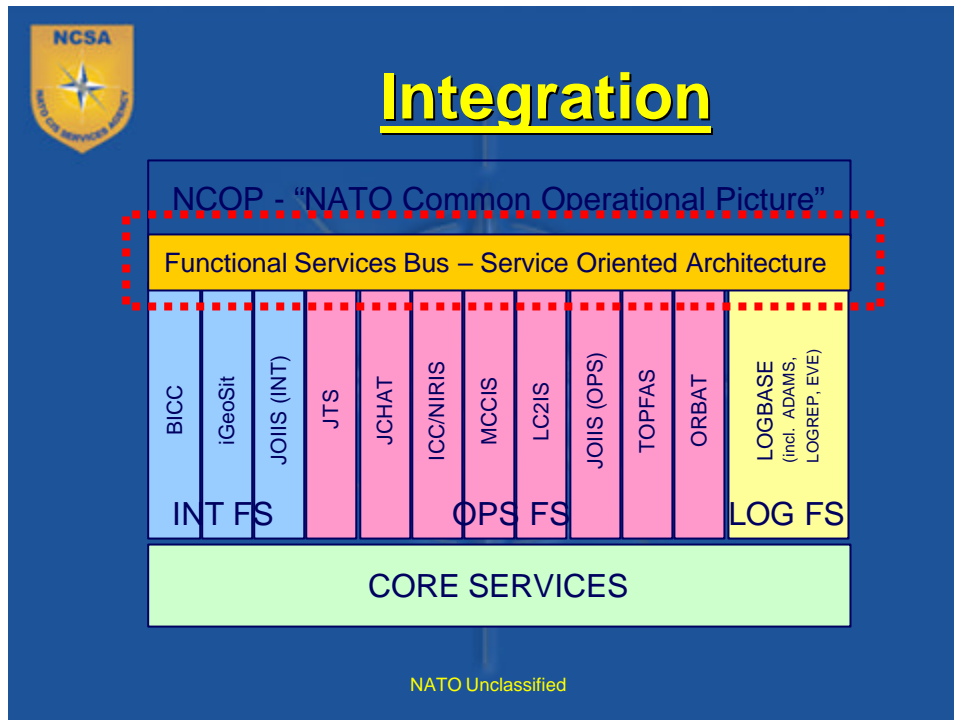 NCSA
NATO CIS SERVICES AGENCY
Integration
NCOP - “NATO Common Operational Picture”
Functional Services Bus – Service Oriented Architecture
BICC
iGeoSit
JOIIS (INT)
JTS
JCHAT
ICC/NIRIS
MCCIS
LC2IS
JOIIS (OPS)
TOPFAS
ORBAT
LOGBASE
(incl. ADAMS,
LOGREP, EVE)
INT FS
OPS FS
LOG FS
CORE SERVICES
NATO Unclassified